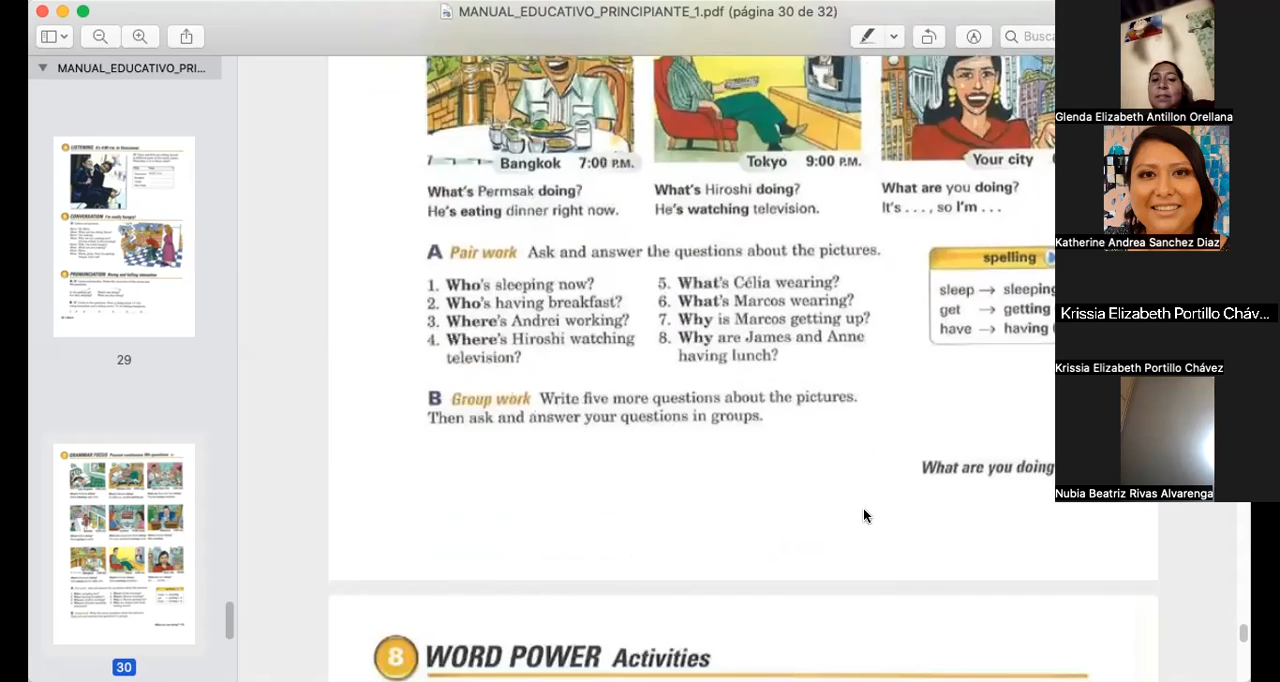 MANUAL_EDUCATIVO_PRINCIPIANTE_1.pdf (página 30 de 32)
Busca
MANUAL_EDUCATIVO_PRI...
29
30
Bangkok 7:00 P.M.
Tokyo 9:00 P.M.
Your city
What's Permsak doing?
He's eating dinner right now.
What's Hiroshi doing?
He's watching television.
What are you doing?
It's . . . , so I'm . . .
A Pair work Ask and answer the questions about the pictures.
1. Who's sleeping now?
2. Who's having breakfast?
3. Where's Andrei working?
4. Where's Hiroshi watching
television?
5. What's Célia wearing?
6. What's Marcos wearing?
7. Why is Marcos getting up?
8. Why are James and Anne
having lunch?
spelling
sleep → sleeping
get → getting
have → having
B Group work Write five more questions about the pictures.
Then ask and answer your questions in groups.
What are you doing
8 WORD POWER Activities
Glenda Elizabeth Antillon Orellana
Katherine Andrea Sanchez Diaz
Krissia Elizabeth Portillo Cháv...
Krissia Elizabeth Portillo Chávez
Nubia Beatriz Rivas Alvarenga